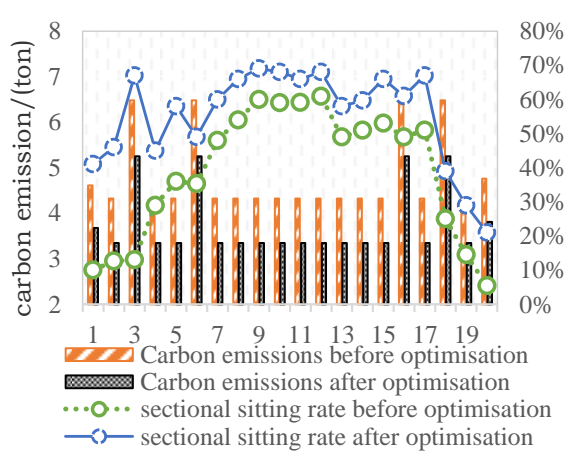 carbon emission/(ton)
8
7
6
5
4
3
2
80%
70%
60%
50%
40%
30%
20%
10%
0%
1 3 5 7 9 11 13 15 17 19
Carbon emissions before optimisation
Carbon emissions after optimisation
sectional sitting rate before optimisation
sectional sitting rate after optimisation